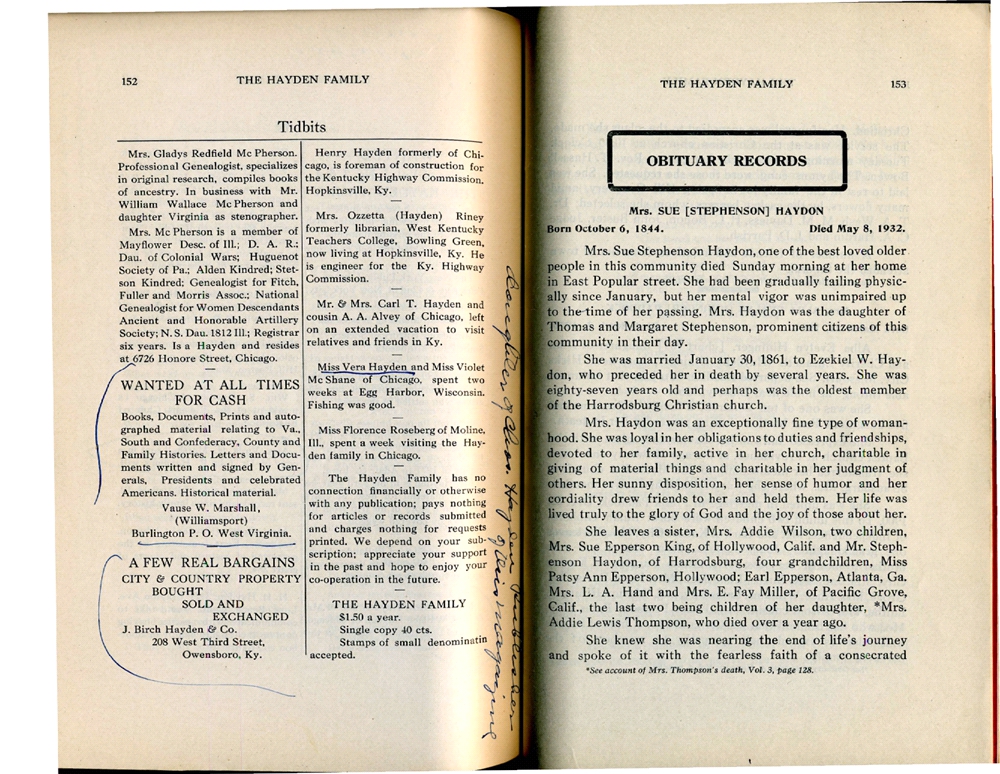 152
THE HAYDEN FAMILY
Tidbits
Mrs. Gladys Redfield Mc Pherson.
Professional Genealogist, specializes
in original research, compiles books
of ancestry. In business with Mr.
William Wallace Mc Pherson and
daughter Virginia as stenographer.
Mrs. Mc Pherson is a member of
Mayflower Desc. of Ill.; D. A. R.;
Dau. of Colonial Wars; Huguenot
Society of Pa.; Alden Kindred; Stet-
son Kindred; Genealogist for Fitch,
Fuller and Morris Assoc.; National
Genealogist for Women Descendants
Ancient and Honorable Artillery
Society; N. S. Dau. 1812 Ill.; Registrar
six years. Is a Hayden and resides
at 6726 Honore Street, Chicago.
WANTED AT ALL TIMES
FOR CASH
Books, Documents, Prints and auto-
graphed material relating to Va.,
South and Confederacy, County and
Family Histories. Letters and Docu-
ments written and signed by Gen-
erals, Presidents and celebrated
Americans. Historical material.
Vause W. Marshall,
(Williamsport)
Burlington P. O. West Virginia.
A FEW REAL BARGAINS
CITY & COUNTRY PROPERTY
BOUGHT
SOLD AND
EXCHANGED
J. Birch Hayden & Co.
208 West Third Street,
Owensboro, Ky.
Henry Hayden formerly of Chi-
cago, is foreman of construction for
the Kentucky Highway Commission.
Hopkinsville, Ky.
Mrs. Ozzetta (Hayden) Riney
formerly librarian, West Kentucky
Teachers College, Bowling Green,
now living at Hopkinsville, Ky. He
is engineer for the Ky. Highway
Commission.
Mr. & Mrs. Carl T. Hayden and
cousin A. A. Alvey of Chicago, left
on an extended vacation to visit
relatives and friends in Ky.
Miss Vera Hayden and Miss Violet
Mc Shane of Chicago, spent two
weeks at Egg Harbor, Wisconsin.
Fishing was good.
Miss Florence Roseberg of Moline,
Ill., spent a week visiting the Hay-
den family in Chicago.
The Hayden Family has no
connection financially or otherwise
with any publication; pays nothing
for articles or records submitted
and charges nothing for requests
printed. We depend on your sub-
scription; appreciate your support
in the past and hope to enjoy your
co-operation in the future.
THE HAYDEN FAMILY
$1.50 a year.
Single copy 40 cts.
Stamps of small denominatin
accepted.
Daughter of Chas. Hayden Publisher
of this magazine
THE HAYDEN FAMILY
153
OBITUARY RECORDS
Mrs. SUE [STEPHENSON] HAYDON
Born October 6, 1844. Died May 8, 1932.
Mrs. Sue Stephenson Haydon, one of the best loved older
people in this community died Sunday morning at her home
in East Popular street. She had been gradually failing physic-
ally since January, but her mental vigor was unimpaired up
to the time of her passing. Mrs. Haydon was the daughter of
Thomas and Margaret Stephenson, prominent citizens of this
community in their day.
She was married January 30, 1861, to Ezekiel W. Hay-
don, who preceded her in death by several years. She was
eighty-seven years old and perhaps was the oldest member
of the Harrodsburg Christian church.
Mrs. Haydon was an exceptionally fine type of woman-
hood. She was loyal in her obligations to duties and friendships,
devoted to her family, active in her church, charitable in
giving of material things and charitable in her judgment of
others. Her sunny disposition, her sense of humor and her
cordiality drew friends to her and held them. Her life was
lived truly to the glory of God and the joy of those about her.
She leaves a sister, Mrs. Addie Wilson, two children,
Mrs. Sue Epperson King, of Hollywood, Calif. and Mr. Steph-
enson Haydon, of Harrodsburg, four grandchildren, Miss
Patsy Ann Epperson, Hollywood; Earl Epperson, Atlanta, Ga.
Mrs. L. A. Hand and Mrs. E. Fay Miller, of Pacific Grove,
Calif., the last two being children of her daughter, *Mrs.
Addie Lewis Thompson, who died over a year ago.
She knew she was nearing the end of life's journey
and spoke of it with the fearless faith of a consecrated
*See account of Mrs. Thompson's death, Vol. 3, page 128.